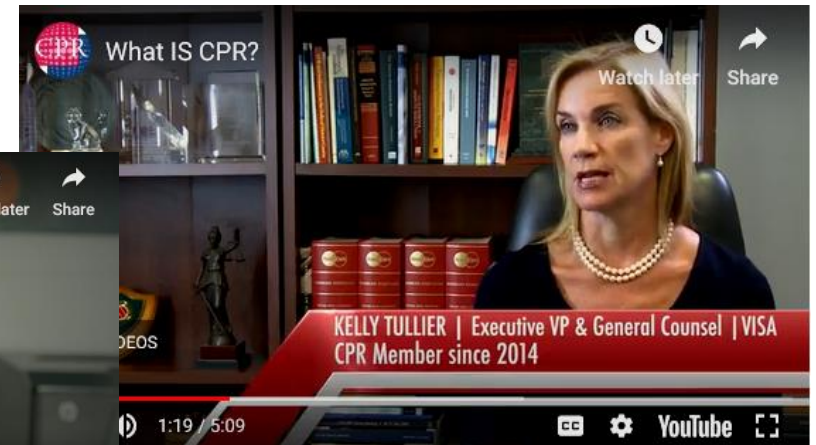 CPR
What IS CPR?
Watch later
Share
later
Share
KELLY TULLIER | Executive VP & General Counsel | VISA
CPR Member since 2014
DEOS
1:19 / 5:09
CC
YouTube